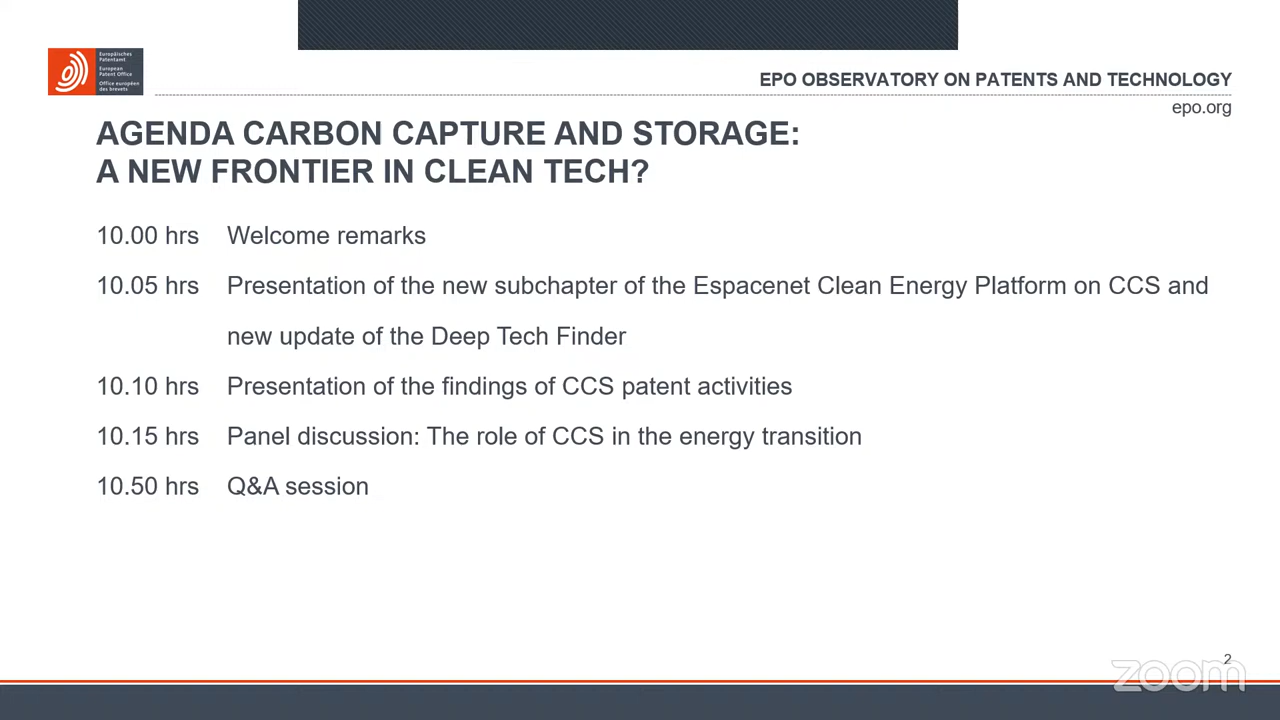 Europäisches
Patentamt
European
Patent Office
Office européen
des brevets
EPO OBSERVATORY ON PATENTS AND TECHNOLOGY
epo.org
AGENDA CARBON CAPTURE AND STORAGE:
A NEW FRONTIER IN CLEAN TECH?
10.00 hrs Welcome remarks
10.05 hrs Presentation of the new subchapter of the Espacenet Clean Energy Platform on CCS and
new update of the Deep Tech Finder
10.10 hrs Presentation of the findings of CCS patent activities
10.15 hrs Panel discussion: The role of CCS in the energy transition
10.50 hrs Q&A session
2
zoom